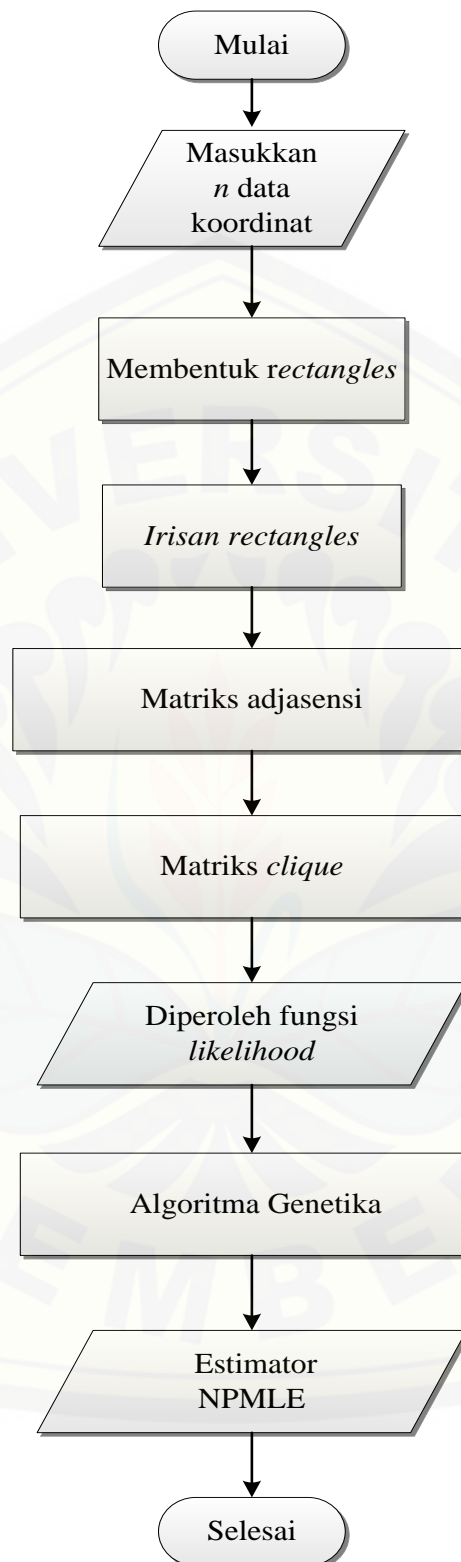 Mulai
Masukkan
n data
koordinat
Membentuk rectangles
Irisan rectangles
Matriks adjasensi
Matriks clique
Diperoleh fungsi
likelihood
Algoritma Genetika
Estimator
NPMLE
Selesai